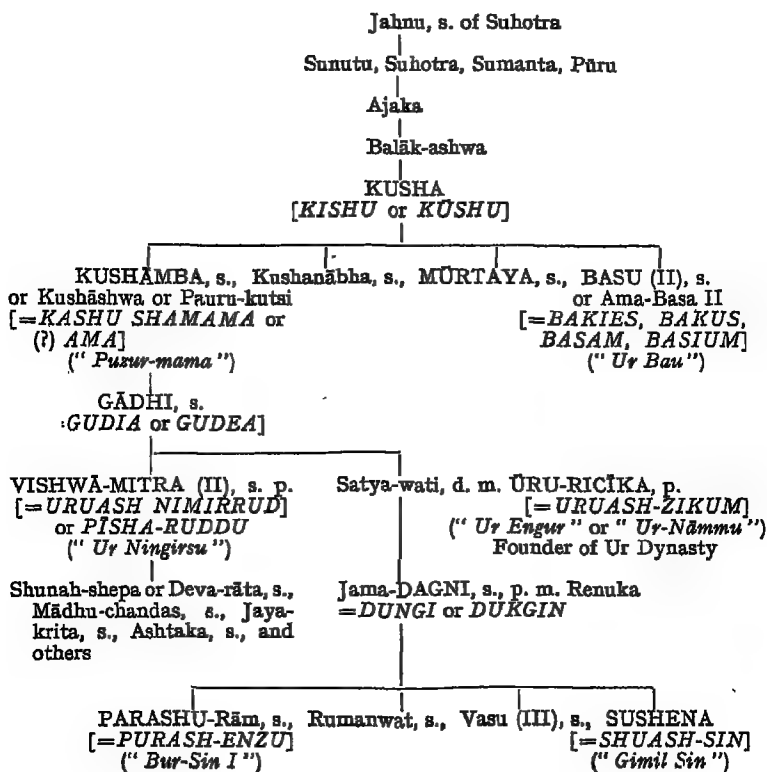 Jahnu, s. of Suhotra
Sunutu, Suhotra, Sumanta, Pūru
Ajaka
Balāk-ashwa
KUSHA
[KISHU or KŪSHU]
KUSHĀMBA, s., Kushanābha, s., MŪRTAYA, s., BASU (II), s.
or Kushāshwa or Pauru-kutsi or Ama-Basa II
[=KASHU SHAMAMA or [=BAKIES, BAKUS,
(?) AMA] BASAM, BASIUM]
(" Puzur-mama ") (" Ur Bau ")
GĀDHI, s.
:GUDIA or GUDEA]
VISHWĀ-MITRA (II), s. p. Satya-wati, d. m. ŪRU-RICĪKA, p.
[=URUASH NIMIRRUD] [=URUASH-ZIKUM]
or PĪSHA-RUDDU (" Ur Engur " or " Ur-Nāmmu ")
(" Ur Ningirsu ") Founder of Ur Dynasty
Shunah-shepa or Deva-rāta, s., Jama-DAGNI, s., p. m. Renuka
Mādhu-chandas, s., Jaya- =DUNGI or DUKGIN
krita, s., Ashtaka, s., and
others
PARASHU-Rām, s., Rumanwat, s., Vasu (III), s., SUSHENA
[=PURASH-ENZU] [=SHUASH-SIN]
(" Bur-Sin I ") (" Gimil Sin ")